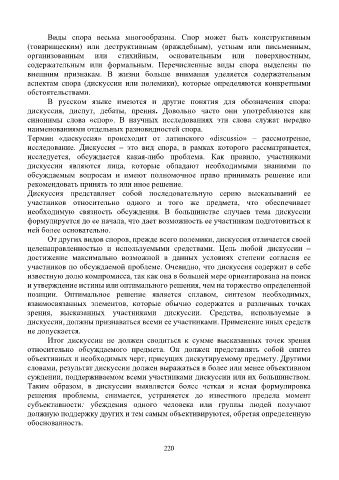 Виды спора весьма многообразны. Спор может быть конструктивным
(товарищеским) или деструктивным (враждебным), устным или письменным,
организованным или стихийным, основательным или поверхностным,
содержательным или формальным. Перечисленные виды спора выделены по
внешним признакам. В жизни больше внимания уделяется содержательным
аспектам спора (дискуссии или полемики), которые определяются конкретными
обстоятельствами.
В русском языке имеются и другие понятия для обозначения спора:
дискуссия, диспут, дебаты, прения. Довольно часто они употребляются как
синонимы слова «спор». В научных исследованиях эти слова служат нередко
наименованиями отдельных разновидностей спора.
Термин «дискуссия» происходит от латинского «discussio» – рассмотрение,
исследование. Дискуссия – это вид спора, в рамках которого рассматривается,
исследуется, обсуждается какая-либо проблема. Как правило, участниками
дискуссии являются лица, которые обладают необходимыми знаниями по
обсуждаемым вопросам и имеют полномочное право принимать решение или
рекомендовать принять то или иное решение.
Дискуссия представляет собой последовательную серию высказываний ее
участников относительно одного и того же предмета, что обеспечивает
необходимую связность обсуждения. В большинстве случаев тема дискуссии
формулируется до ее начала, что дает возможность ее участникам подготовиться к
ней более основательно.
От других видов споров, прежде всего полемики, дискуссия отличается своей
целенаправленностью и используемыми средствами. Цель любой дискуссии –
достижение максимально возможной в данных условиях степени согласия ее
участников по обсуждаемой проблеме. Очевидно, что дискуссия содержит в себе
известную долю компромисса, так как она в большей мере ориентирована на поиск
и утверждение истины или оптимального решения, чем на торжество определенной
позиции. Оптимальное решение является сплавом, синтезом необходимых,
взаимосвязанных элементов, которые обычно содержатся в различных точках
зрения, высказанных участниками дискуссии. Средства, используемые в
дискуссии, должны признаваться всеми ее участниками. Применение иных средств
не допускается.
Итог дискуссии не должен сводиться к сумме высказанных точек зрения
относительно обсуждаемого предмета. Он должен представлять собой синтез
объективных и необходимых черт, присущих дискутируемому предмету. Другими
словами, результат дискуссии должен выражаться в более или менее объективном
суждении, поддерживаемом всеми участниками дискуссии или их большинством.
Таким образом, в дискуссии выявляется более четкая и ясная формулировка
решения проблемы, снимается, устраняется до известного предела момент
субъективности: убеждения одного человека или группы людей получают
должную поддержку других и тем самым объективируются, обретая определенную
обоснованность.
220